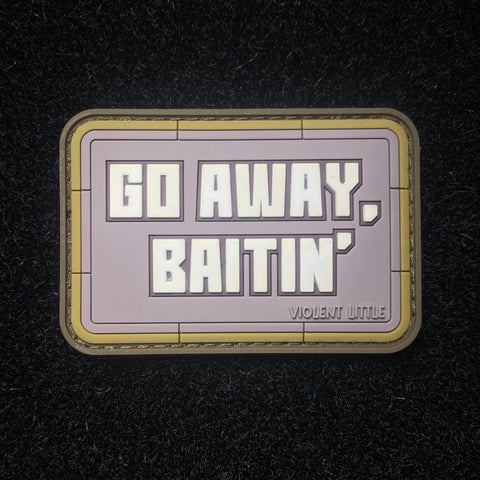 GO AWAY,
BAITIN'
VIOLENT LITTLE